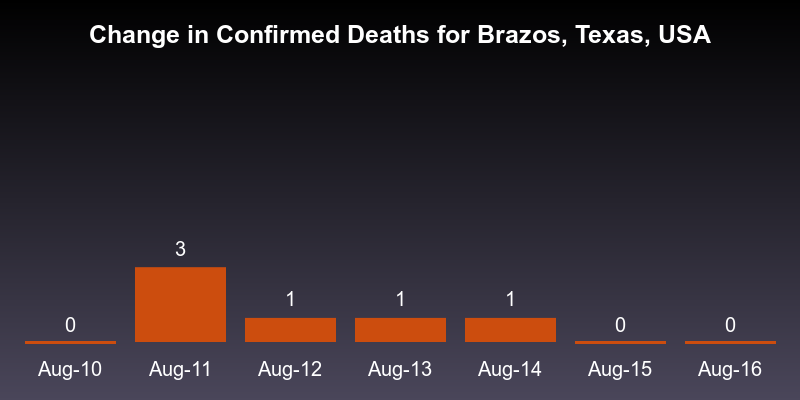 Change in Confirmed Deaths for Brazos, Texas, USA
3
1
1
1
0
0
0
Aug-10
Aug-11
Aug-12
Aug-13
Aug-14
Aug-15
Aug-16